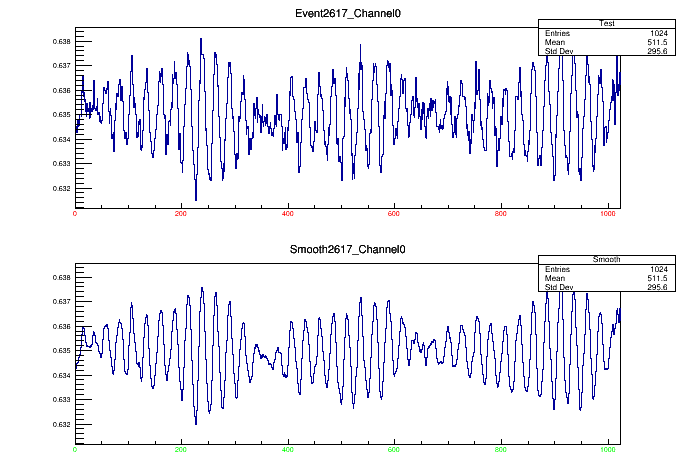 Event2617_Channel0
Test
Entries 1024
Mean 511.5
Std Dev 295.6
0.638
0.637
0.636
0.635
0.634
0.633
0.632
0 200 400 600 800 1000
Smooth2617_Channel0
Smooth
Entries 1024
Mean 511.5
Std Dev 295.6
0.638
0.637
0.636
0.635
0.634
0.633
0.632
0 200 400 600 800 1000